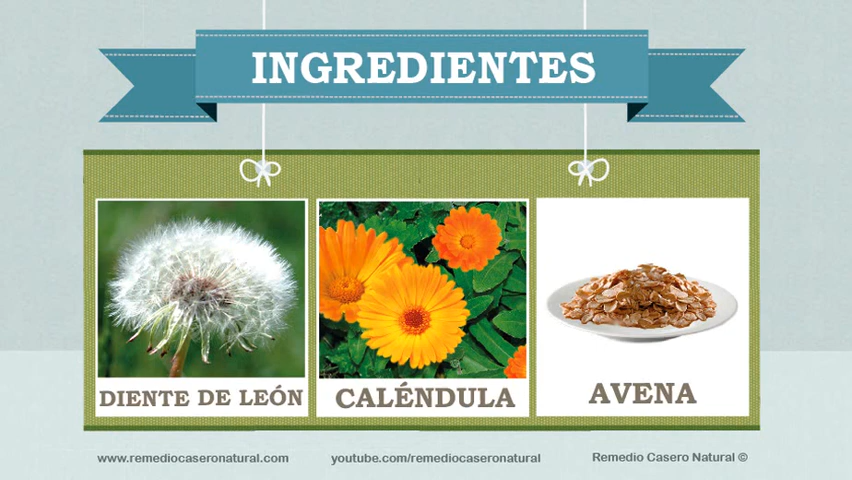 INGREDIENTES
DIENTE DE LEÓN
CALÉNDULA
AVENA
www.remediocaseronatural.com
youtube.com/remediocaseronatural
Remedio Casero Natural ©